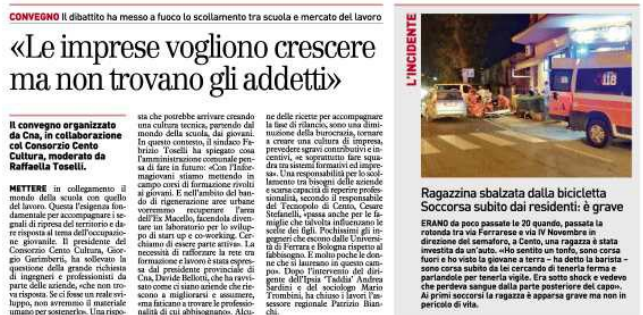 CONVEGNO Il dibattito ha messo a fuoco lo scollamento tra scuola e mercato del lavoro
«Le imprese vogliono crescere
ma non trovano gli addetti»
Il convegno organizzato
da Cna, in collaborazione
col Consorzio Cento
Cultura, moderato da
Raffaella Toselli.
METTERE in collegamento il
mondo della scuola con quello
del lavoro. Questa l'esigenza fon-
damentale per accompagnare i se-
gnali di ripresa del territorio e da-
re risposta al tema dell'occupazio-
ne giovanile. Il presidente del
Consorzio Cento Cultura, Gior-
gio Garimberti, ha sollevato la
questione della grande richiesta
di ingegneri e professionisti da
parte delle aziende, «che non tro-
va risposta. Se ci fosse un reale svi-
luppo, non avremmo il materiale
umano per sostenerlo». Una rispo-
sta che potrebbe arrivare creando
una cultura tecnica, partendo dal
mondo della scuola, dai giovani.
In questo contesto, il sindaco Fa-
brizio Toselli ha spiegato cosa
l'amministrazione comunale pen-
sa di fare in futuro: «Con l'Infor-
magiovani stiamo mettendo in
campo corsi di formazione rivolti
ai giovani. E nell'ambito del ban-
do di rigenerazione aree urbane
vorremmo recuperare l'area
dell'Ex Macello, facendola diven-
tare un laboratorio per lo svilup-
po di start up e co-working. Cer-
chiamo di essere parte attiva». La
necessità di rafforzare la rete tra
formazione e lavoro è stata espres-
sa dal presidente provinciale di
Cna, Davide Bellotti, che ha ravvi-
sato come ci siano aziende che rie-
scono a migliorarsi e assumere,
«ma faticano a trovare le professio-
nalità di cui abbisognano». Alcu-
ne delle ricette per accompagnare
la fase di rilancio, sono una dimi-
nuzione della burocrazia, tornare
a creare una cultura di impresa,
prevedere sgravi contributivi e in-
centivi, «e soprattutto fare squa-
dra tra sistemi formativi ed impre-
sa». Una responsabilità per lo scol-
lamento tra bisogni delle aziende
e scarsa capacità di reperire profes-
sionalità, secondo il responsabile
del Tecnopolo di Cento, Cesare
Stefanelli, «passa anche per le fa-
miglie che talvolta influenzano le
scelte dei figli. Pochissimi gli in-
gegneri che escono dalle Universi-
tà di Ferrara e Bologna rispetto al
fabbisogno. E molto poche le don-
ne che si laureano in questo cam-
po». Dopo l'intervento del diri-
gente dell'Ipsia 'Taddia' Andrea
Sardini e del sociologo Mario
Trombini, ha chiuso i lavori l'as-
sessore regionale Patrizio Bian-
chi.
L'INCIDENTE
118
Ragazzina sbalzata dalla bicicletta
Soccorsa subito dai residenti: è grave
ERANO da poco passate le 20 quando, passata la
rotonda tra via Ferrarese e via IV Novembre in
direzione del semaforo, a Cento, una ragazza è stata
investita da un'auto. «Ho sentito un tonfo, sono corsa
fuori e ho visto la giovane a terra – ha detto la barista –
sono corsa subito da lei cercando di tenerla ferma e
parlandole per tenerla vigile. Era sotto shock e vedevo
che perdeva sangue dalla parte posteriore del capo».
Ai primi soccorsi la ragazza è apparsa grave ma non in
pericolo di vita.